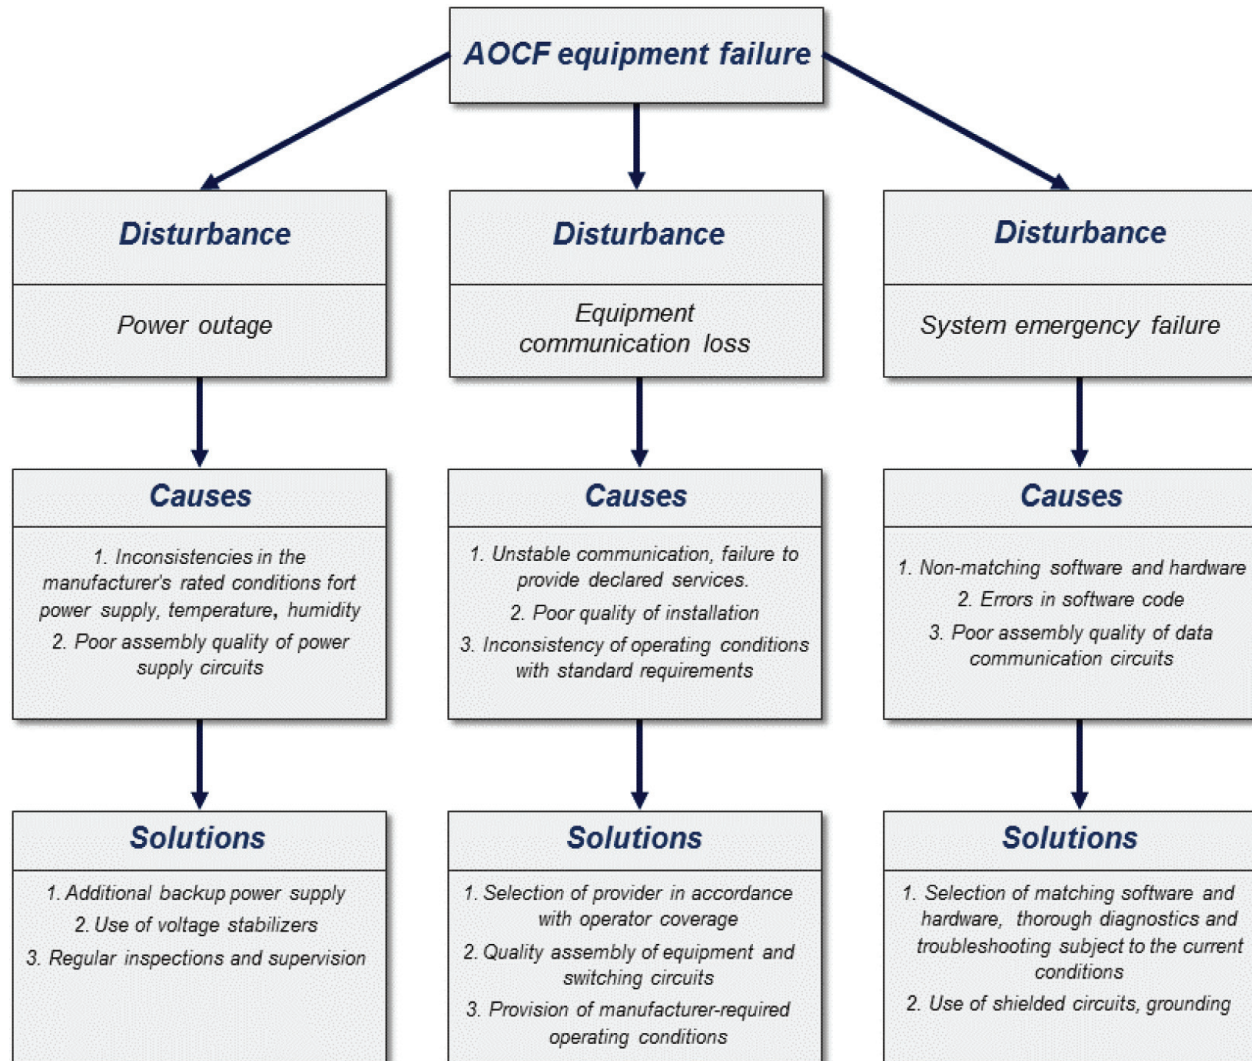 AOCF equipment failure
Disturbance
Power outage
Disturbance
Equipment
communication loss
Disturbance
System emergency failure
Causes
1. Inconsistencies in the
manufacturer's rated conditions fort
power supply, temperature, humidity
2. Poor assembly quality of power
supply circuits
Causes
1. Unstable communication, failure to
provide declared services.
2. Poor quality of installation
3. Inconsistency of operating conditions
with standard requirements
Causes
1. Non-matching software and hardware
2. Errors in software code
3. Poor assembly quality of data
communication circuits
Solutions
1. Additional backup power supply
2. Use of voltage stabilizers
3. Regular inspections and supervision
Solutions
1. Selection of provider in accordance
with operator coverage
2. Quality assembly of equipment and
switching circuits
3. Provision of manufacturer-required
operating conditions
Solutions
1. Selection of matching software and
hardware, thorough diagnostics and
troubleshooting subject to the current
conditions
2. Use of shielded circuits, grounding